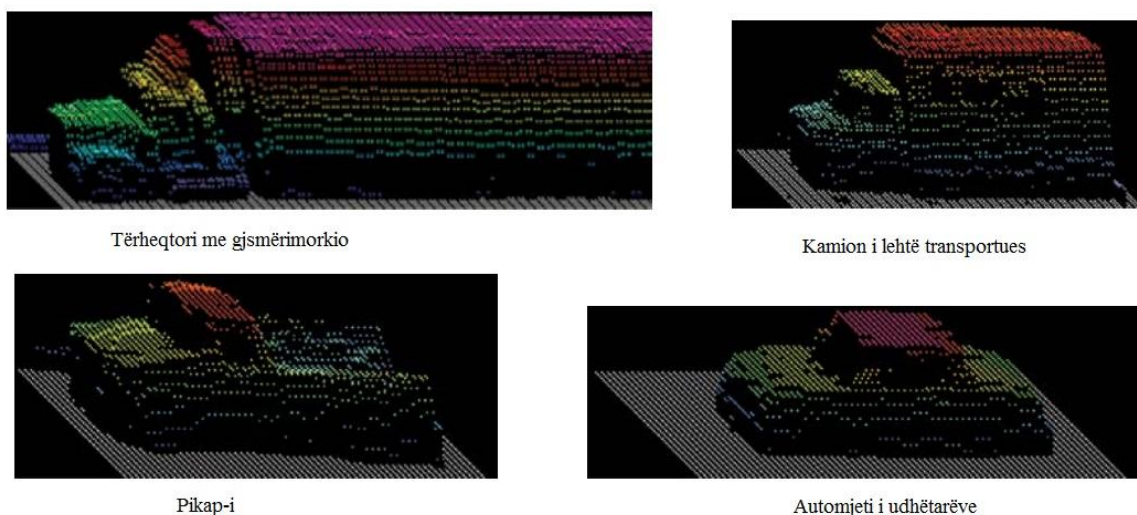 Tërheqtori me gjsmërimorkio
Kamion i lehtë transportues
Pikap-i
Automjeti i udhëtarëve